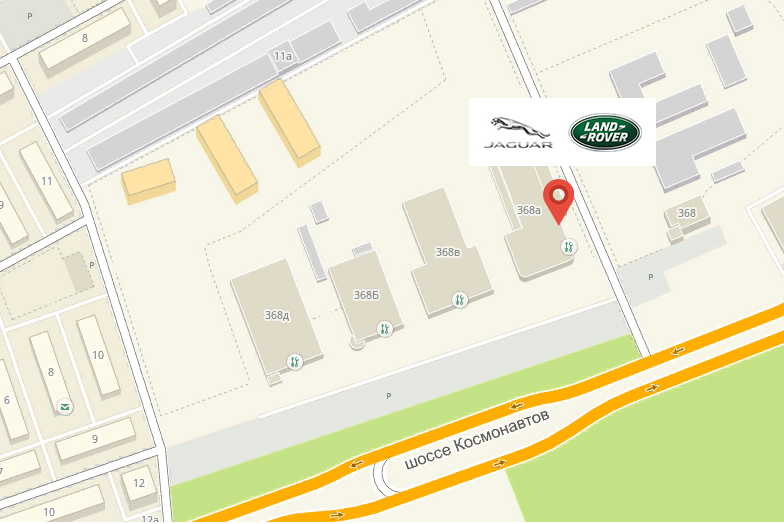 P
8
11а
JAGUAR
LAND-
-ROVER
11
9
368а
368
368в
P
P
368Б
368д
10
8
6
P
9
шоссе Космонавтов
7
12
10
12а